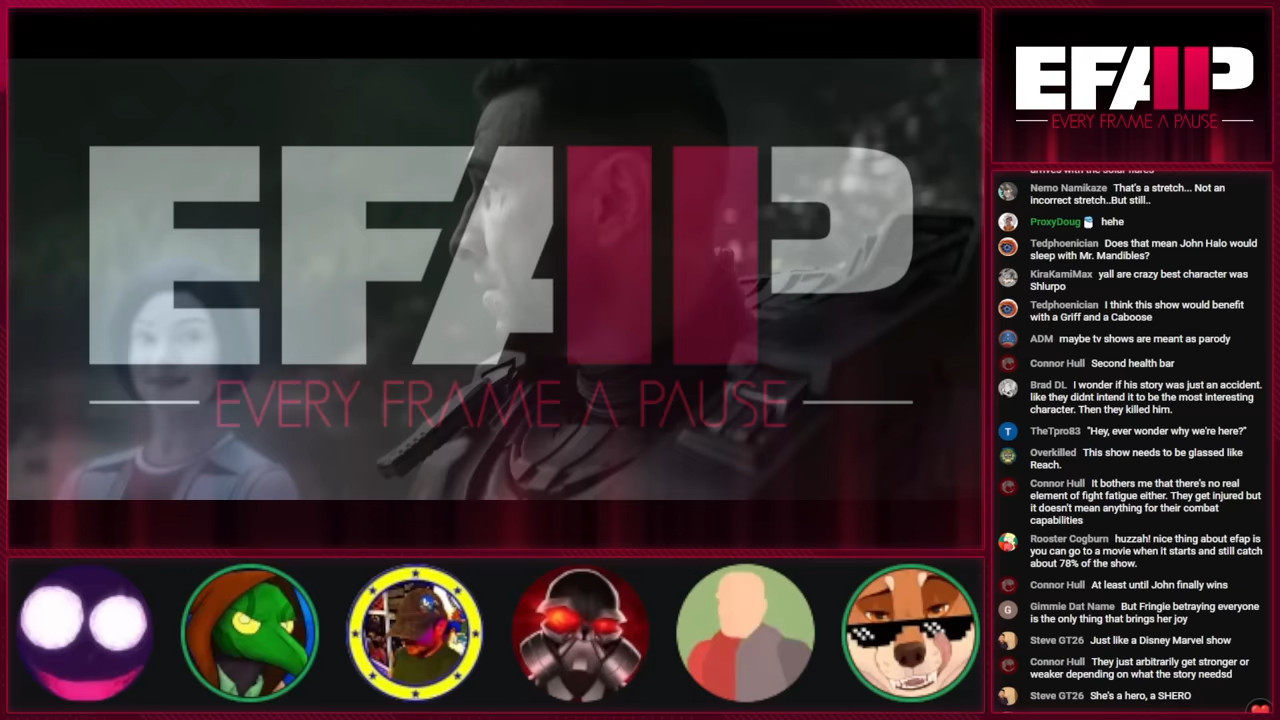 EFAP
EVERY FRAME A PAUSE
EFAP
EVERY FRAME A PAUSE
arrives with the solar flares
Nemo Namikaze That's a stretch... Not an
incorrect stretch..But still..
ProxyDoug hehe
Tedphoenician Does that mean John Halo would
sleep with Mr. Mandibles?
KiraKamiMax yall are crazy best character was
Shlurpo
Tedphoenician I think this show would benefit
with a Griff and a Caboose
ADM maybe tv shows are meant as parody
Connor Hull Second health bar
Brad DL I wonder if his story was just an accident.
like they didnt intend it to be the most interesting
character. Then they killed him.
T
TheTpro83 "Hey, ever wonder why we're here?"
Overkilled This show needs to be glassed like
Reach.
Connor Hull It bothers me that there's no real
element of fight fatigue either. They get injured but
it doesn't mean anything for their combat
capabilities
Rooster Cogburn huzzah! nice thing about efap is
you can go to a movie when it starts and still catch
about 78% of the show.
Connor Hull At least until John finally wins
G
Gimmie Dat Name But Fringie betraying everyone
is the only thing that brings her joy
Steve GT26 Just like a Disney Marvel show
Connor Hull They just arbitrarily get stronger or
weaker depending on what the story needsd
Steve GT26 She's a hero, a SHERO